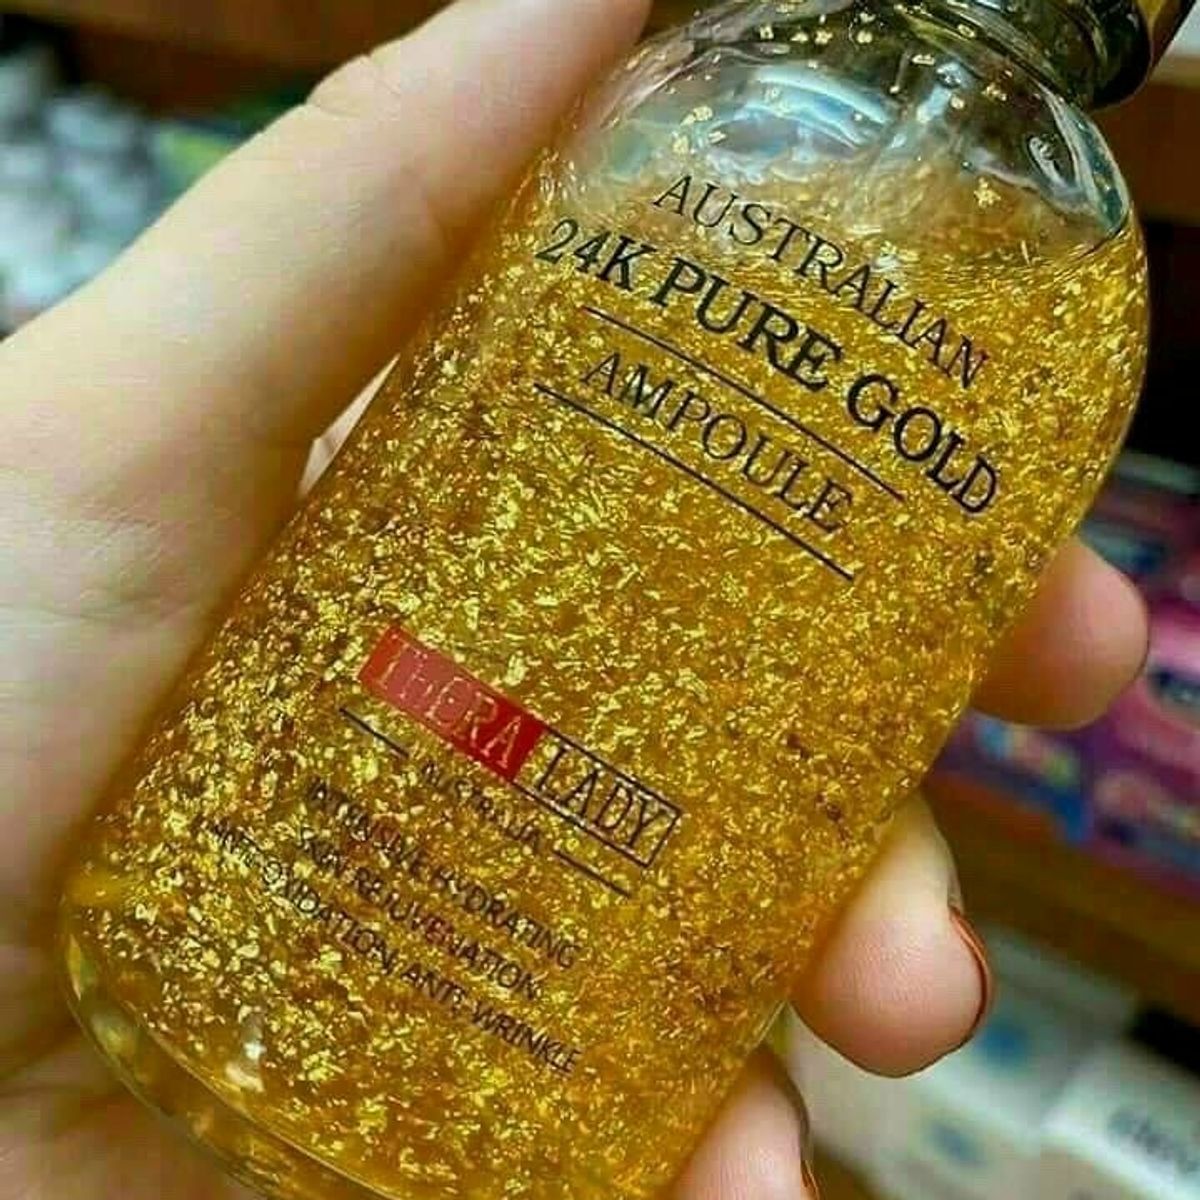 AUSTRALIAN
24K PURE GOLD
AMPOULE
THERA LADY
AUSTRALIA
INTENSIVE HYDRATING
SKIN REJUVENATION
ANTI-OXIDATION, ANTI-WRINKLE